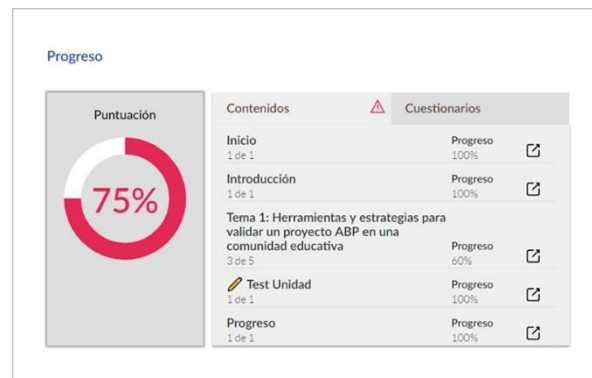 Progreso
Puntuación
75%
Contenidos
Cuestionarios
Inicio
1 de 1
Progreso
100%
Introducción
1 de 1
Progreso
100%
Tema 1: Herramientas y estrategias para
validar un proyecto ABP en una
comunidad educativa
3 de 5
Progreso
60%
Test Unidad
1 de 1
Progreso
100%
Progreso
1 de 1
Progreso
100%